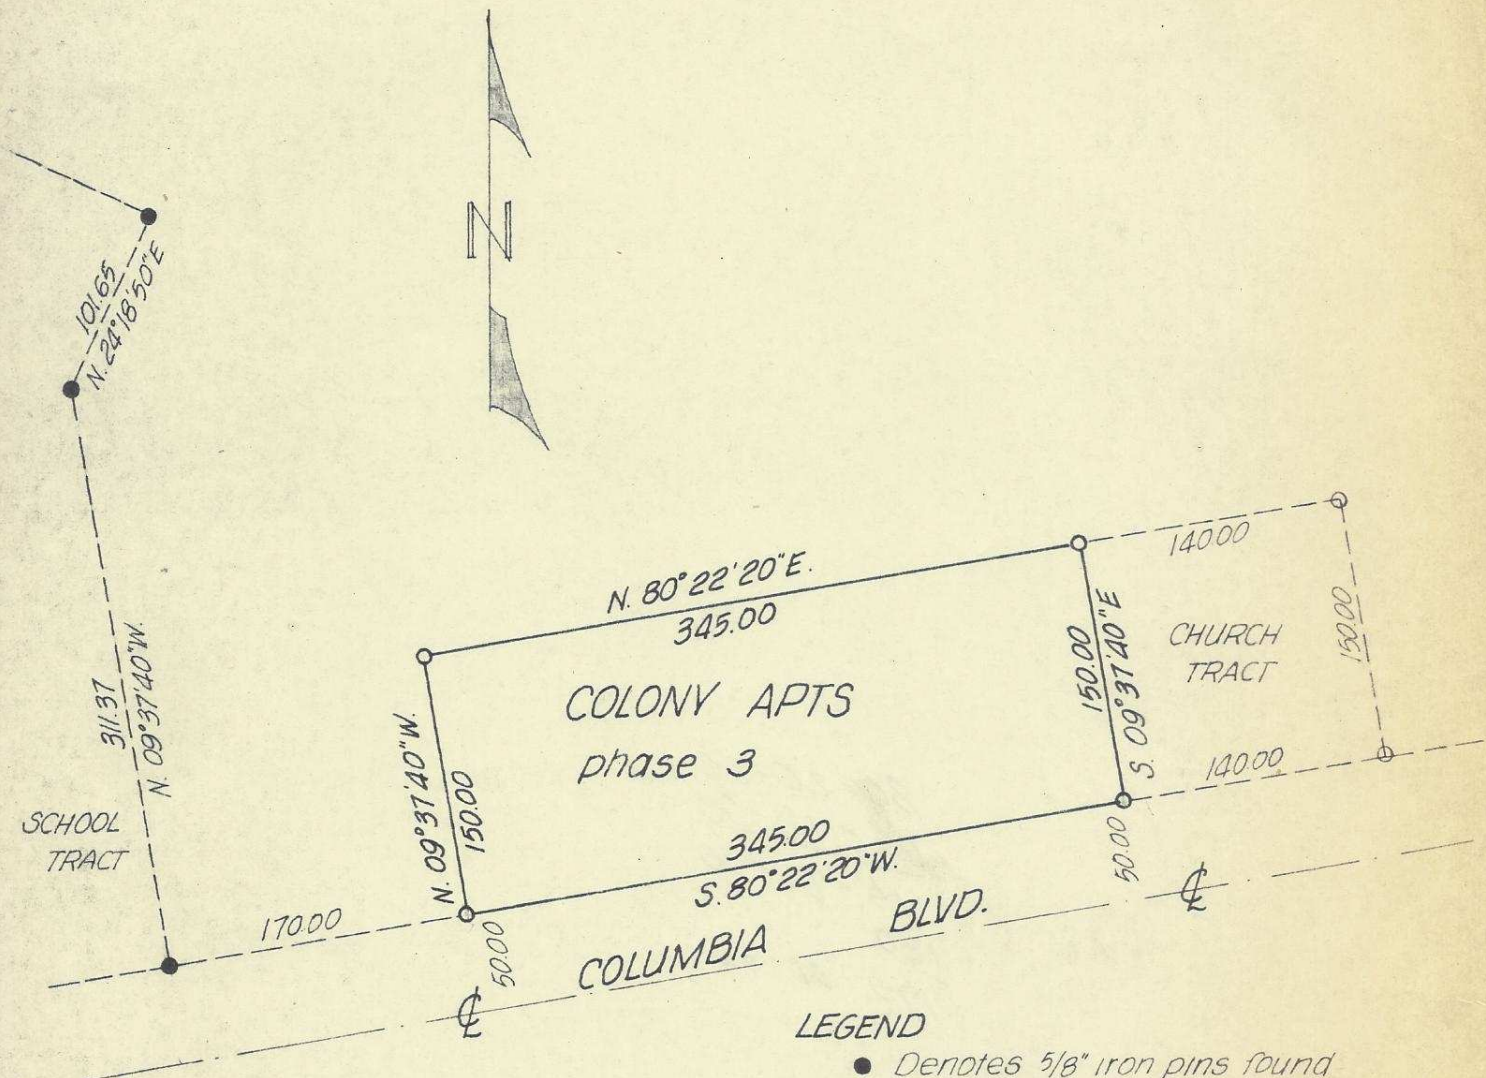 N
101.65
N. 24°18'50"E
311.37
N. 09°37'40"W.
SCHOOL
TRACT
170.00
N. 80°22'20"E.
345.00
140.00
N. 09°37'40"W.
150.00
COLONY APTS
phase 3
150.00
S. 09°37'40"E
CHURCH
TRACT
150.00
345.00
S. 80°22'20"W.
140.00
50.00
50.00
COLUMBIA BLVD.
℄
℄
LEGEND
● Denotes 5/8" iron pins found